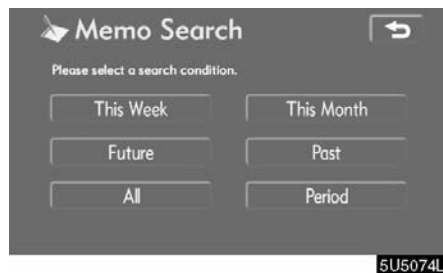 Memo Search
Please select a search condition.
This Week
This Month
Future
Past
All
Period
5U5074L